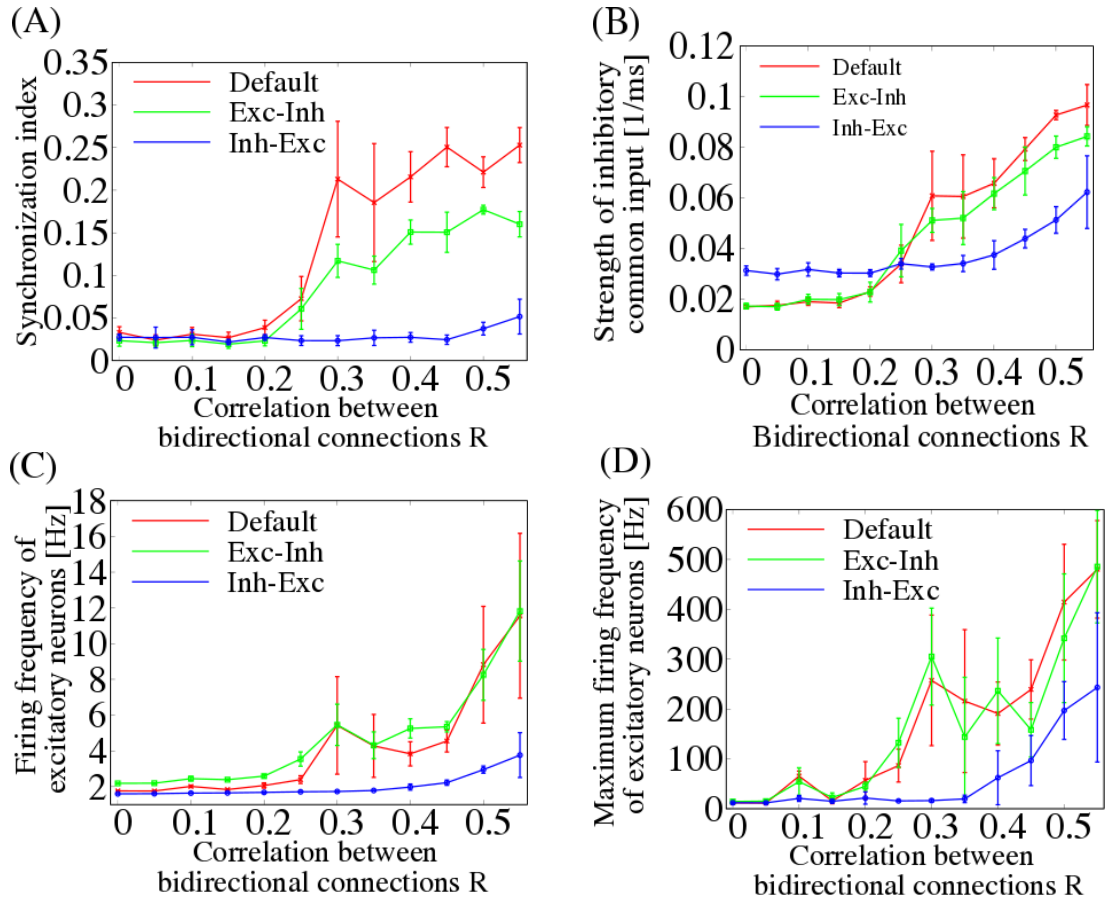 (A)
Synchronization index
0.35
0.3
0.25
0.2
0.15
0.1
0.05
0
Default
Exc-Inh
Inh-Exc
0 0.1 0.2 0.3 0.4 0.5
Correlation between
bidirectional connections R
(B)
Strength of inhibitory
common input [1/ms]
0.12
0.1
0.08
0.06
0.04
0.02
0
Default
Exc-Inh
Inh-Exc
0 0.1 0.2 0.3 0.4 0.5
Correlation between
Bidirectional connections R
(C)
Firing frequency of
excitatory neurons [Hz]
18
16
14
12
10
8
6
4
2
Default
Exc-Inh
Inh-Exc
0 0.1 0.2 0.3 0.4 0.5
Correlation between
bidirectional connections R
(D)
Maximum firing frequency
of excitatory neurons [Hz]
600
500
400
300
200
100
0
Default
Exc-Inh
Inh-Exc
0 0.1 0.2 0.3 0.4 0.5
Correlation between
bidirectional connections R